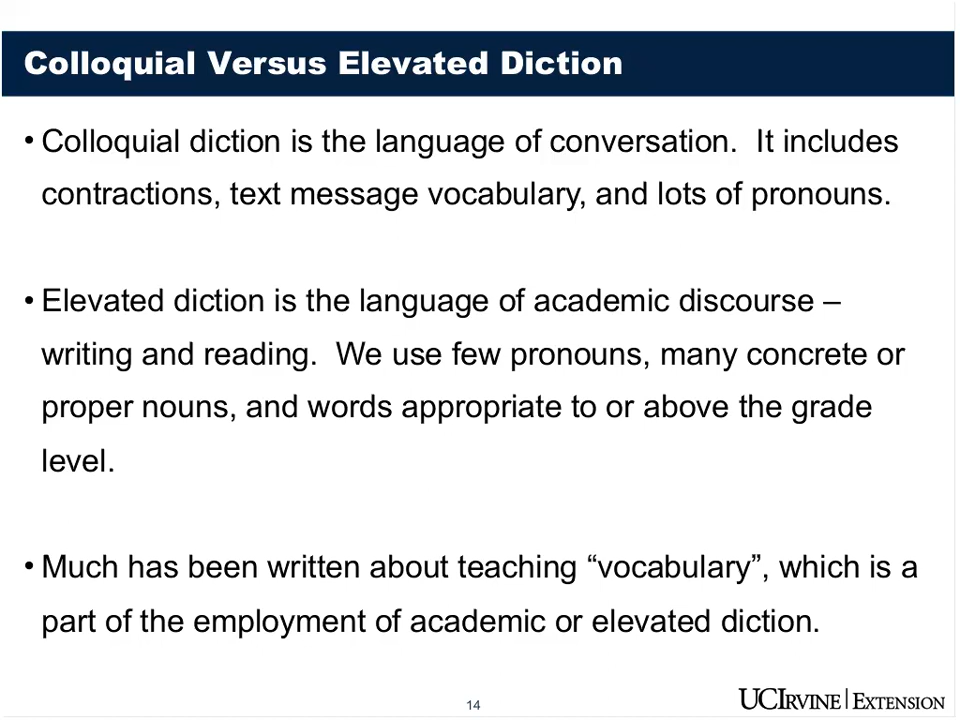 Colloquial Versus Elevated Diction
• Colloquial diction is the language of conversation.  It includes
contractions, text message vocabulary, and lots of pronouns.
• Elevated diction is the language of academic discourse –
writing and reading.  We use few pronouns, many concrete or
proper nouns, and words appropriate to or above the grade
level.
• Much has been written about teaching “vocabulary”, which is a
part of the employment of academic or elevated diction.
14
UCIRVINE | EXTENSION